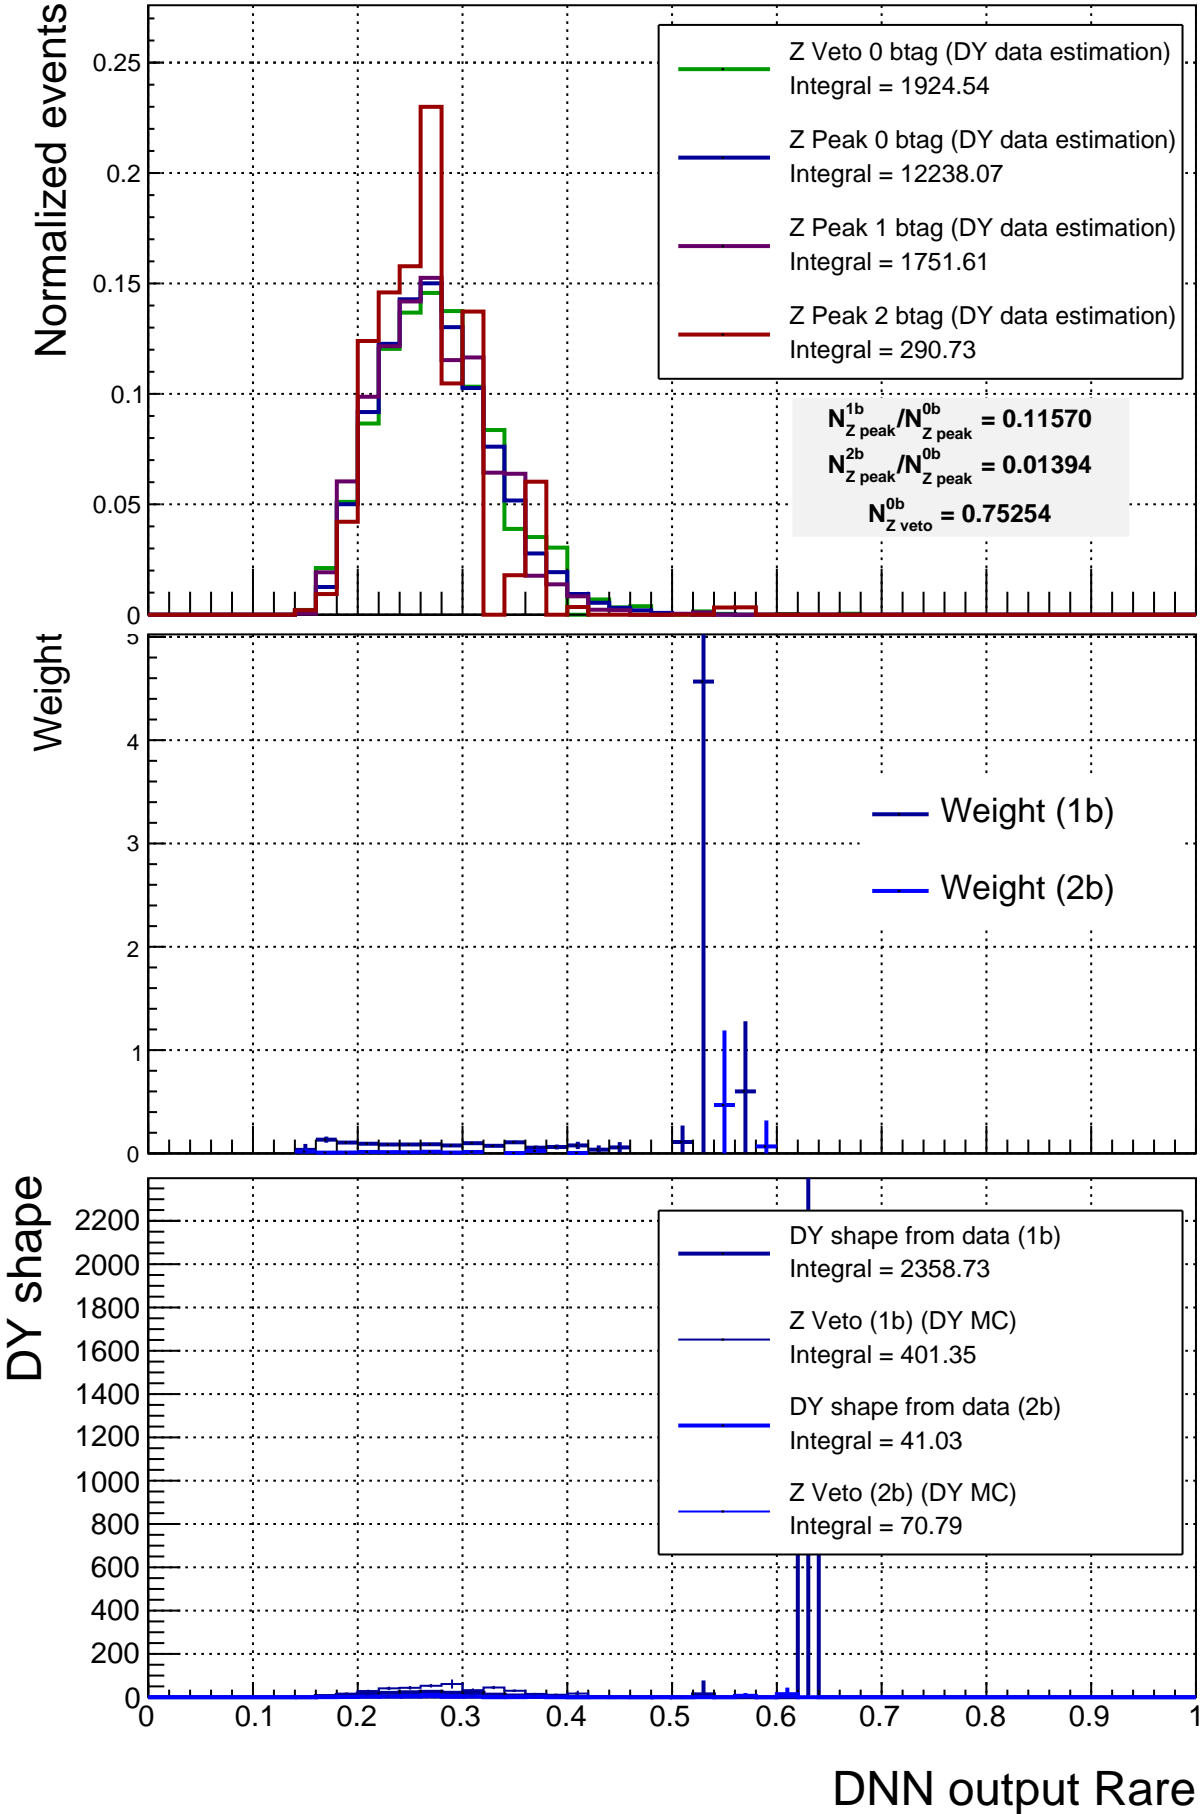 Normalized events
0.25
0.2
0.15
0.1
0.05
0
Z Veto 0 btag (DY data estimation)
Integral = 1924.54
Z Peak 0 btag (DY data estimation)
Integral = 12238.07
Z Peak 1 btag (DY data estimation)
Integral = 1751.61
Z Peak 2 btag (DY data estimation)
Integral = 290.73
N^{1b}_{Z peak}/N^{0b}_{Z peak} = 0.11570
N^{2b}_{Z peak}/N^{0b}_{Z peak} = 0.01394
N^{0b}_{Z veto} = 0.75254
Weight
5
4
3
2
1
0
Weight (1b)
Weight (2b)
DY shape
2200
2000
1800
1600
1400
1200
1000
800
600
400
200
0
DY shape from data (1b)
Integral = 2358.73
Z Veto (1b) (DY MC)
Integral = 401.35
DY shape from data (2b)
Integral = 41.03
Z Veto (2b) (DY MC)
Integral = 70.79
0 0.1 0.2 0.3 0.4 0.5 0.6 0.7 0.8 0.9 1
DNN output Rare